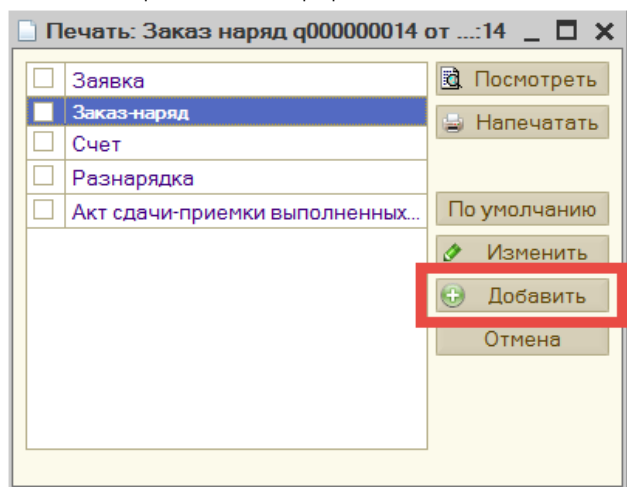 Печать: Заказ наряд q000000014 от ...:14
Заявка
Заказ-наряд
Счет
Разнарядка
Акт сдачи-приемки выполненных...
Посмотреть
Напечатать
По умолчанию
Изменить
Добавить
Отмена